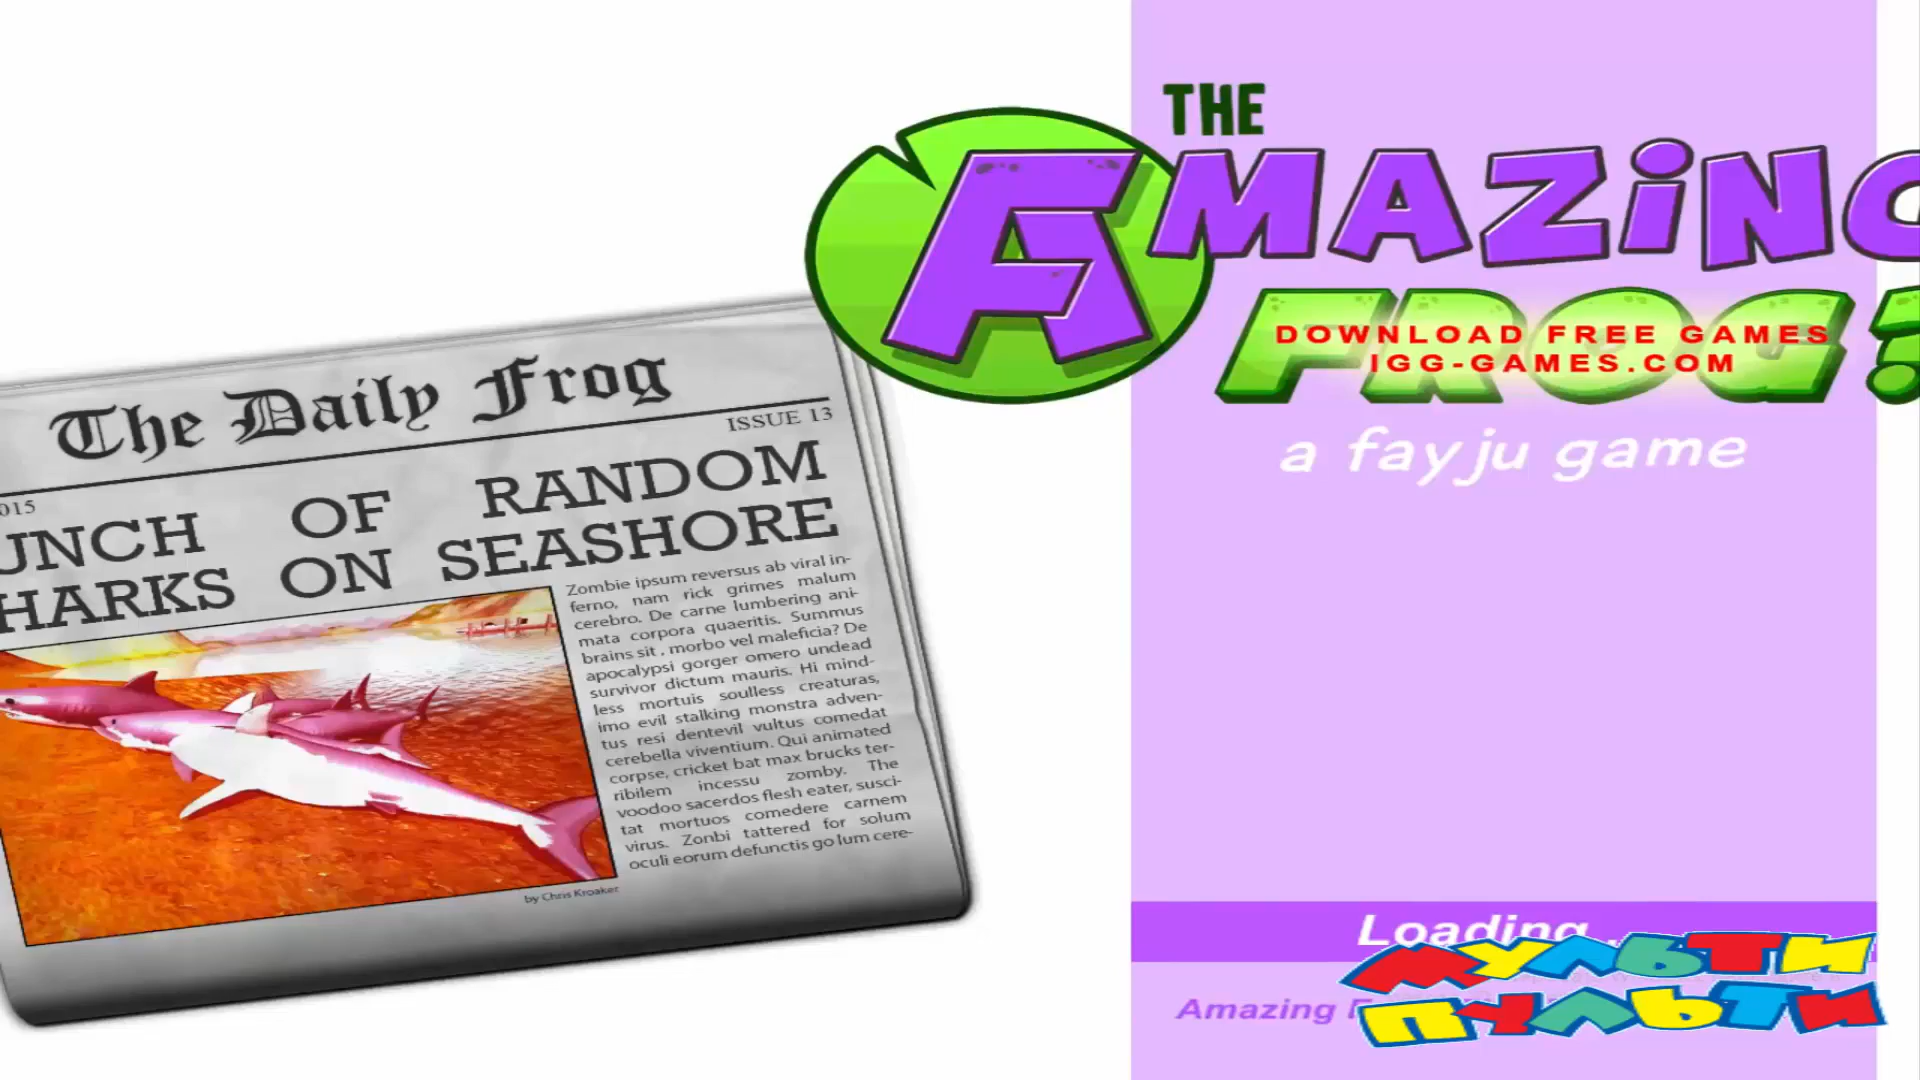 The Daily Frog
015
ISSUE 13
UNCH OF RANDOM
HARKS ON SEASHORE
Zombie ipsum reversus ab viral in-
ferno, nam rick grimes malum
cerebro. De carne lumbering ani-
mata corpora quaeritis. Summus
brains sit , morbo vel maleficia? De
apocalypsi gorger omero undead
survivor dictum mauris. Hi mind-
less mortuis soulless creaturas,
imo evil stalking monstra adven-
tus resi dentevil vultus comedat
cerebella viventium. Qui animated
corpse, cricket bat max brucks ter-
ribilem incessu zomby. The
voodoo sacerdos flesh eater, susci-
tat mortuos comedere carnem
virus. Zonbi tattered for solum
oculi eorum defunctis go lum cere-
by Chris Kroaker
THE
AMAZING
FROG?
DOWNLOAD FREE GAMES
IGG-GAMES.COM
a fayju game
Loading
Amazing
МУЛЬТИ
ПУЛЬТИ